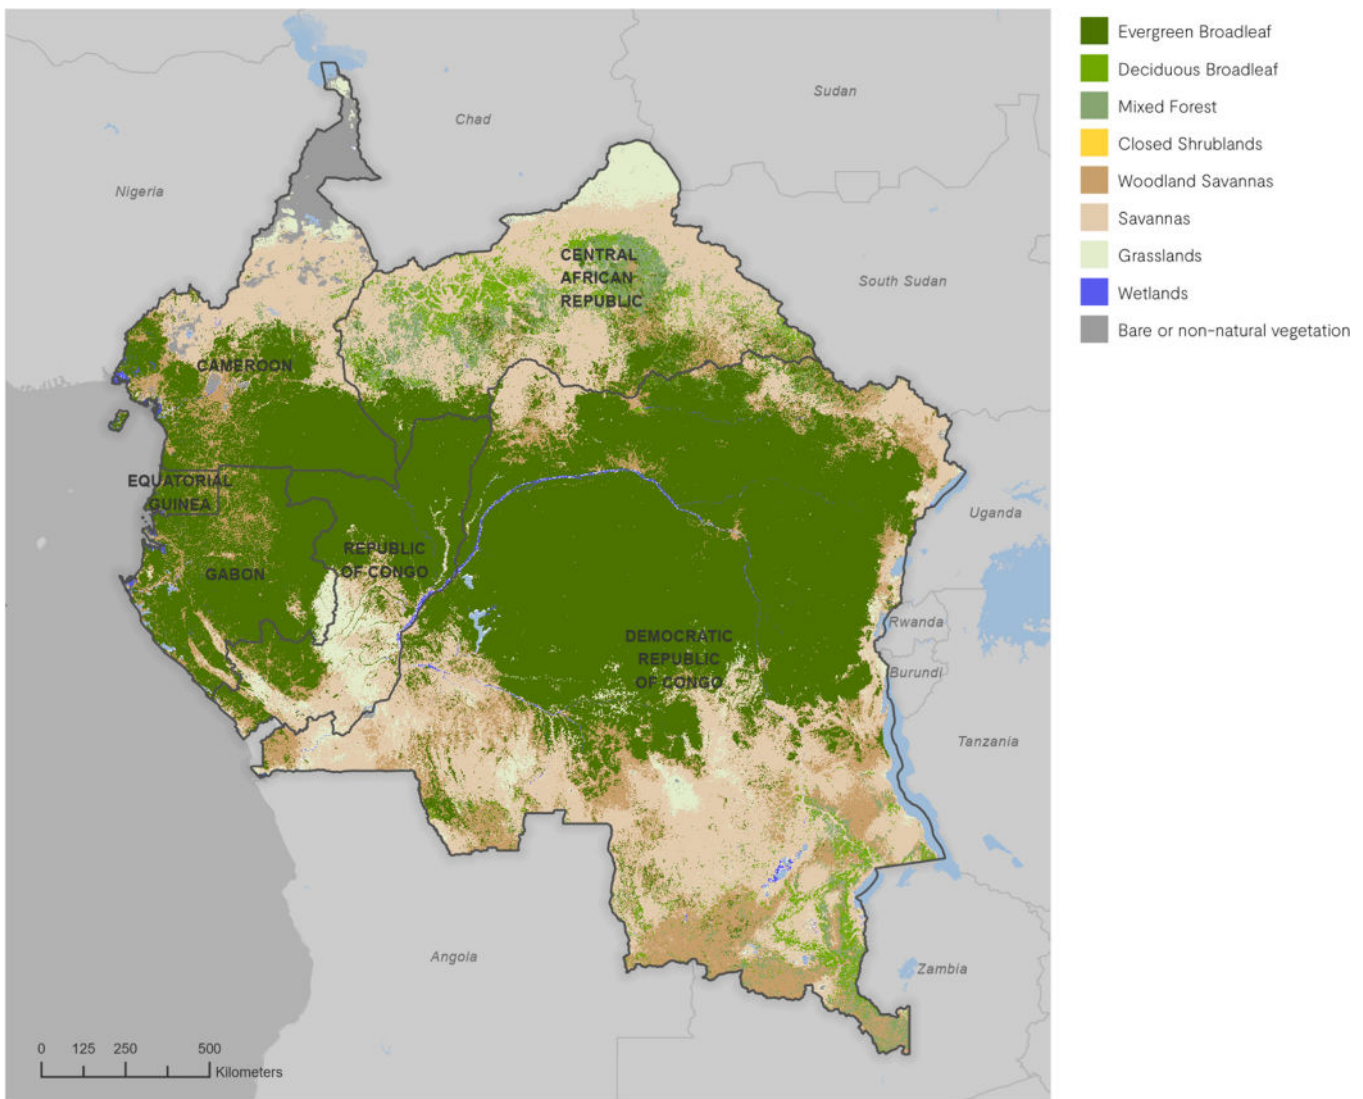 Evergreen Broadleaf
Deciduous Broadleaf
Mixed Forest
Closed Shrublands
Woodland Savannas
Savannas
Grasslands
Wetlands
Bare or non-natural vegetation
Sudan
Chad
Nigeria
CENTRAL
AFRICAN
REPUBLIC
South Sudan
CAMEROON
EQUATORIAL
GUINEA
Uganda
REPUBLIC
OF CONGO
GABON
Rwanda
DEMOCRATIC
REPUBLIC
OF CONGO
Burundi
Tanzania
Angola
Zambia
0 125 250 500
Kilometers